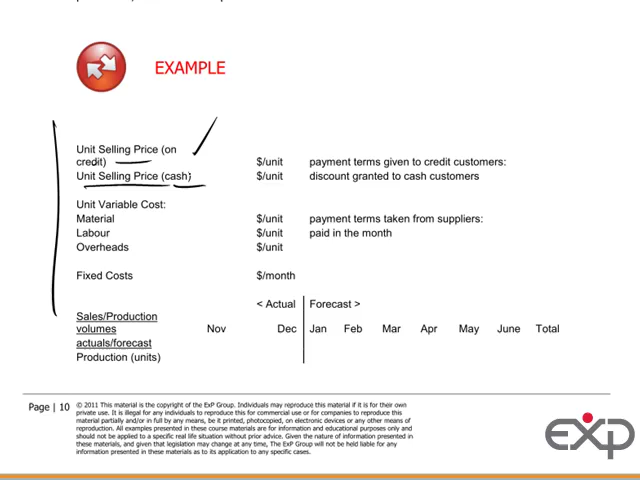 EXAMPLE
Unit Selling Price (on
credit) $/unit payment terms given to credit customers:
Unit Selling Price (cash) $/unit discount granted to cash customers
Unit Variable Cost:
Material $/unit payment terms taken from suppliers:
Labour $/unit paid in the month
Overheads $/unit
Fixed Costs $/month
< Actual Forecast >
Sales/Production
volumes Nov Dec Jan Feb Mar Apr May June Total
actuals/forecast
Production (units)
Page | 10
© 2011 This material is the copyright of the ExP Group. Individuals may reproduce this material if it is for their own
private use. It is illegal for any individuals to reproduce this for commercial use or for companies to reproduce this
material partially and/or in full by any means, be it printed, photocopied, on electronic devices or any other means of
reproduction. All examples presented in these course materials are for information and educational purposes only and
should not be applied to a specific real life situation without prior advice. Given the nature of information presented in
these materials, and given that legislation may change at any time, The ExP Group will not be held liable for any
information presented in these materials as to its application to any specific cases.
exp